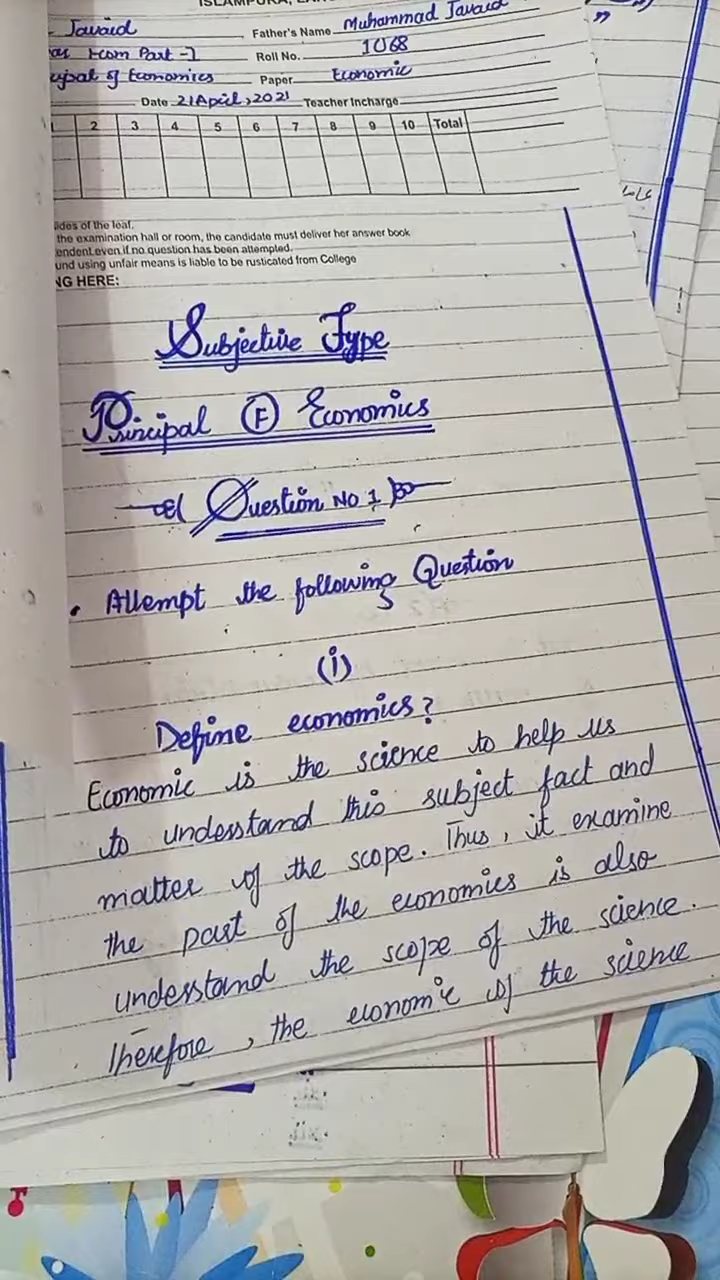 Javaid Father's Name Muhammad Javaid
Icom Part-I Roll No. 1068
of Economics Paper Economic
Date 21 April, 2021 Teacher Incharge
2 3 4 5 6 7 8 9 10 Total
ides of the leaf.
the examination hall or room, the candidate must deliver her answer book
endent even if no question has been attempted.
und using unfair means is liable to be rusticated from College
NG HERE:
Subjective Type
Principal OF Economics
Question No 1
• Attempt the following Question
(i)
Define economics?
Economic is the science to help us
to understand this subject fact and
matter of the scope. Thus, it examine
the part of the economics is also
understand the scope of the science.
Therefore, the economic of the science